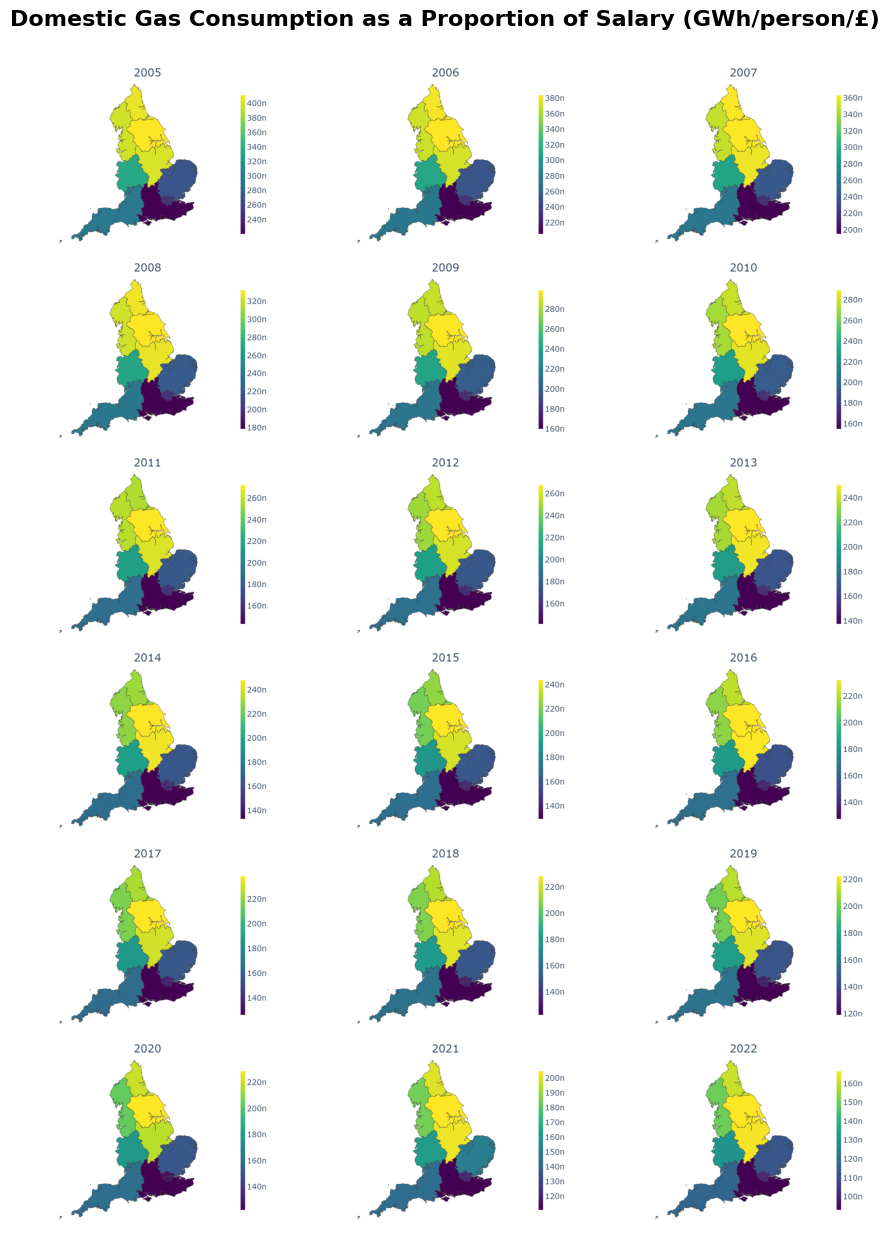 Domestic Gas Consumption as a Proportion of Salary (GWh/person/£)
2005
400n
380n
360n
340n
320n
300n
280n
260n
240n
2006
380n
360n
340n
320n
300n
280n
260n
240n
220n
2007
360n
340n
320n
300n
280n
260n
240n
220n
200n
2008
320n
300n
280n
260n
240n
220n
200n
180n
2009
280n
260n
240n
220n
200n
180n
160n
2010
280n
260n
240n
220n
200n
180n
160n
2011
260n
240n
220n
200n
180n
160n
2012
260n
240n
220n
200n
180n
160n
2013
240n
220n
200n
180n
160n
140n
2014
240n
220n
200n
180n
160n
140n
2015
240n
220n
200n
180n
160n
140n
2016
220n
200n
180n
160n
140n
2017
220n
200n
180n
160n
140n
2018
220n
200n
180n
160n
140n
2019
220n
200n
180n
160n
140n
120n
2020
220n
200n
180n
160n
140n
2021
200n
190n
180n
170n
160n
150n
140n
130n
120n
2022
160n
150n
140n
130n
120n
110n
100n